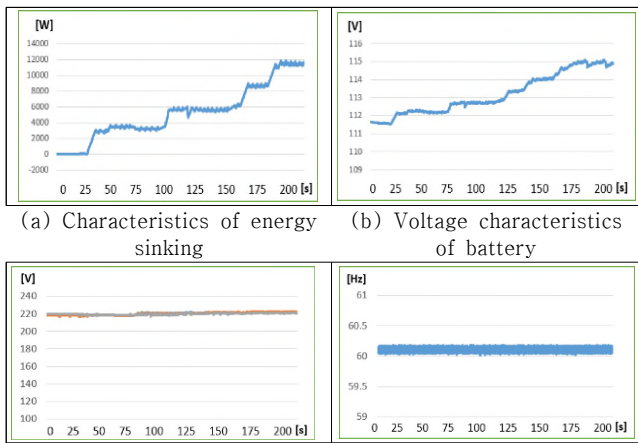 [W]
14000
12000
10000
8000
6000
4000
2000
0
-2000
0 25 50 75 100 125 150 175 200 [s]
[V]
116
115
114
113
112
111
110
109
0 25 50 75 100 125 150 175 200 [s]
(a) Characteristics of energy
sinking
(b) Voltage characteristics
of battery
[V]
240
220
200
180
160
140
120
100
0 25 50 75 100 125 150 175 200 [s]
[Hz]
61
60.5
60
59.5
59
0 25 50 75 100 125 150 175 200 [s]